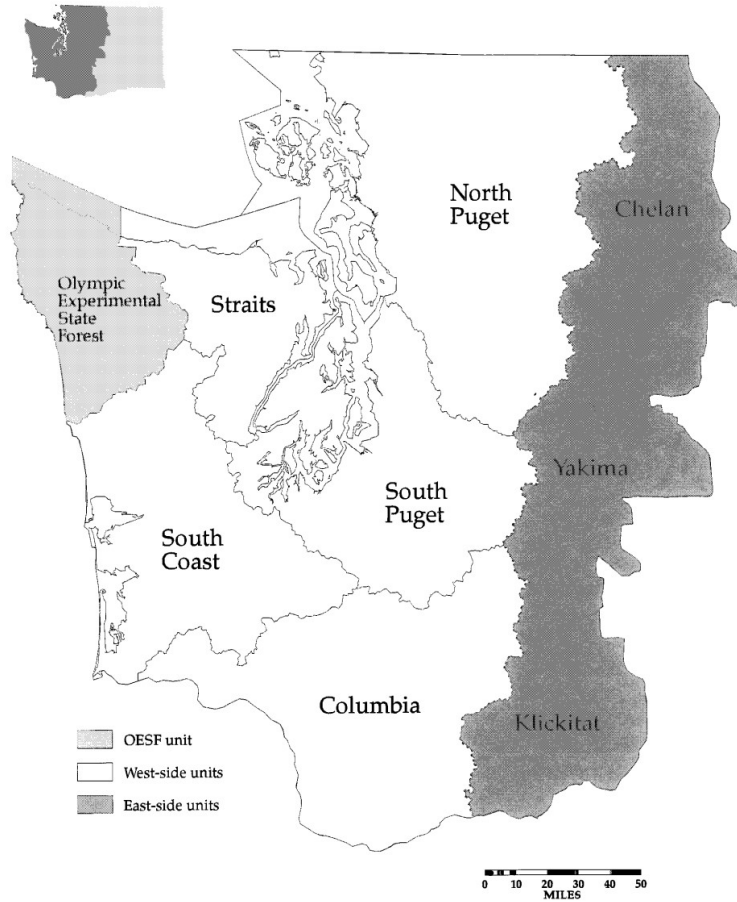 North
Puget
Chelan
Olympic
Experimental
State
Forest
Straits
Yakima
South
Puget
South
Coast
Columbia
Klickitat
OESF unit
West-side units
East-side units
0 10 20 30 40 50
MILES